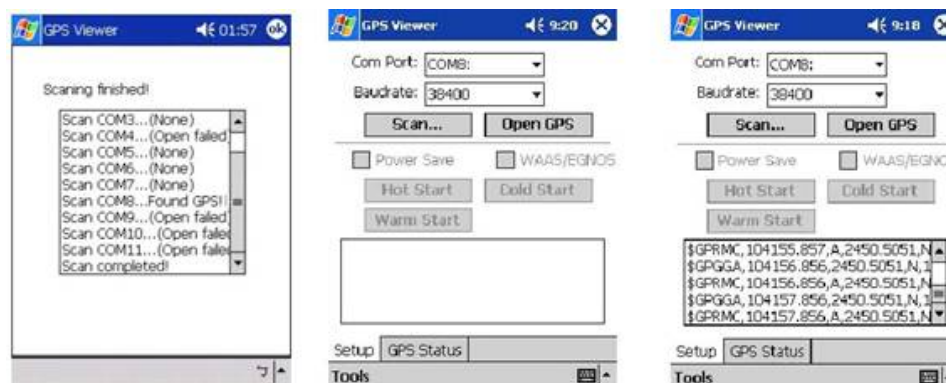 GPS Viewer 01:57 ok
Scaning finished!
Scan COM3...(None)
Scan COM4...(Open failed)
Scan COM5...(None)
Scan COM6...(None)
Scan COM7...(None)
Scan COM8...Found GPS!!
Scan COM9...(Open failed
Scan COM10...(Open failed
Scan COM11...(Open failed
Scan completed!
ㄅ
GPS Viewer 9:20
Com Port: COM8:
Baudrate: 38400
Scan... Open GPS
Power Save WAAS/EGNOS
Hot Start Cold Start
Warm Start
Setup GPS Status
Tools
GPS Viewer 9:18
Com Port: COM8:
Baudrate: 38400
Scan... Open GPS
Power Save WAAS/EGNO
Hot Start Cold Start
Warm Start
$GPRMC,104155.857,A,2450.5051,N
$GPGGA,104156.856,2450.5051,N,1
$GPRMC,104156.856,A,2450.5051,N
$GPGGA,104157.856,2450.5051,N,1
$GPRMC,104157.856,A,2450.5051,N
Setup GPS Status
Tools